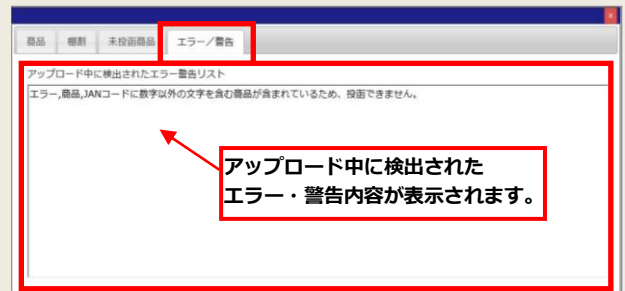 商品 棚割 未投函商品 エラー／警告
アップロード中に検出されたエラー警告リスト
エラー,商品,JANコードに数字以外の文字を含む商品が含まれているため、投函できません。
アップロード中に検出された
エラー・警告内容が表示されます。